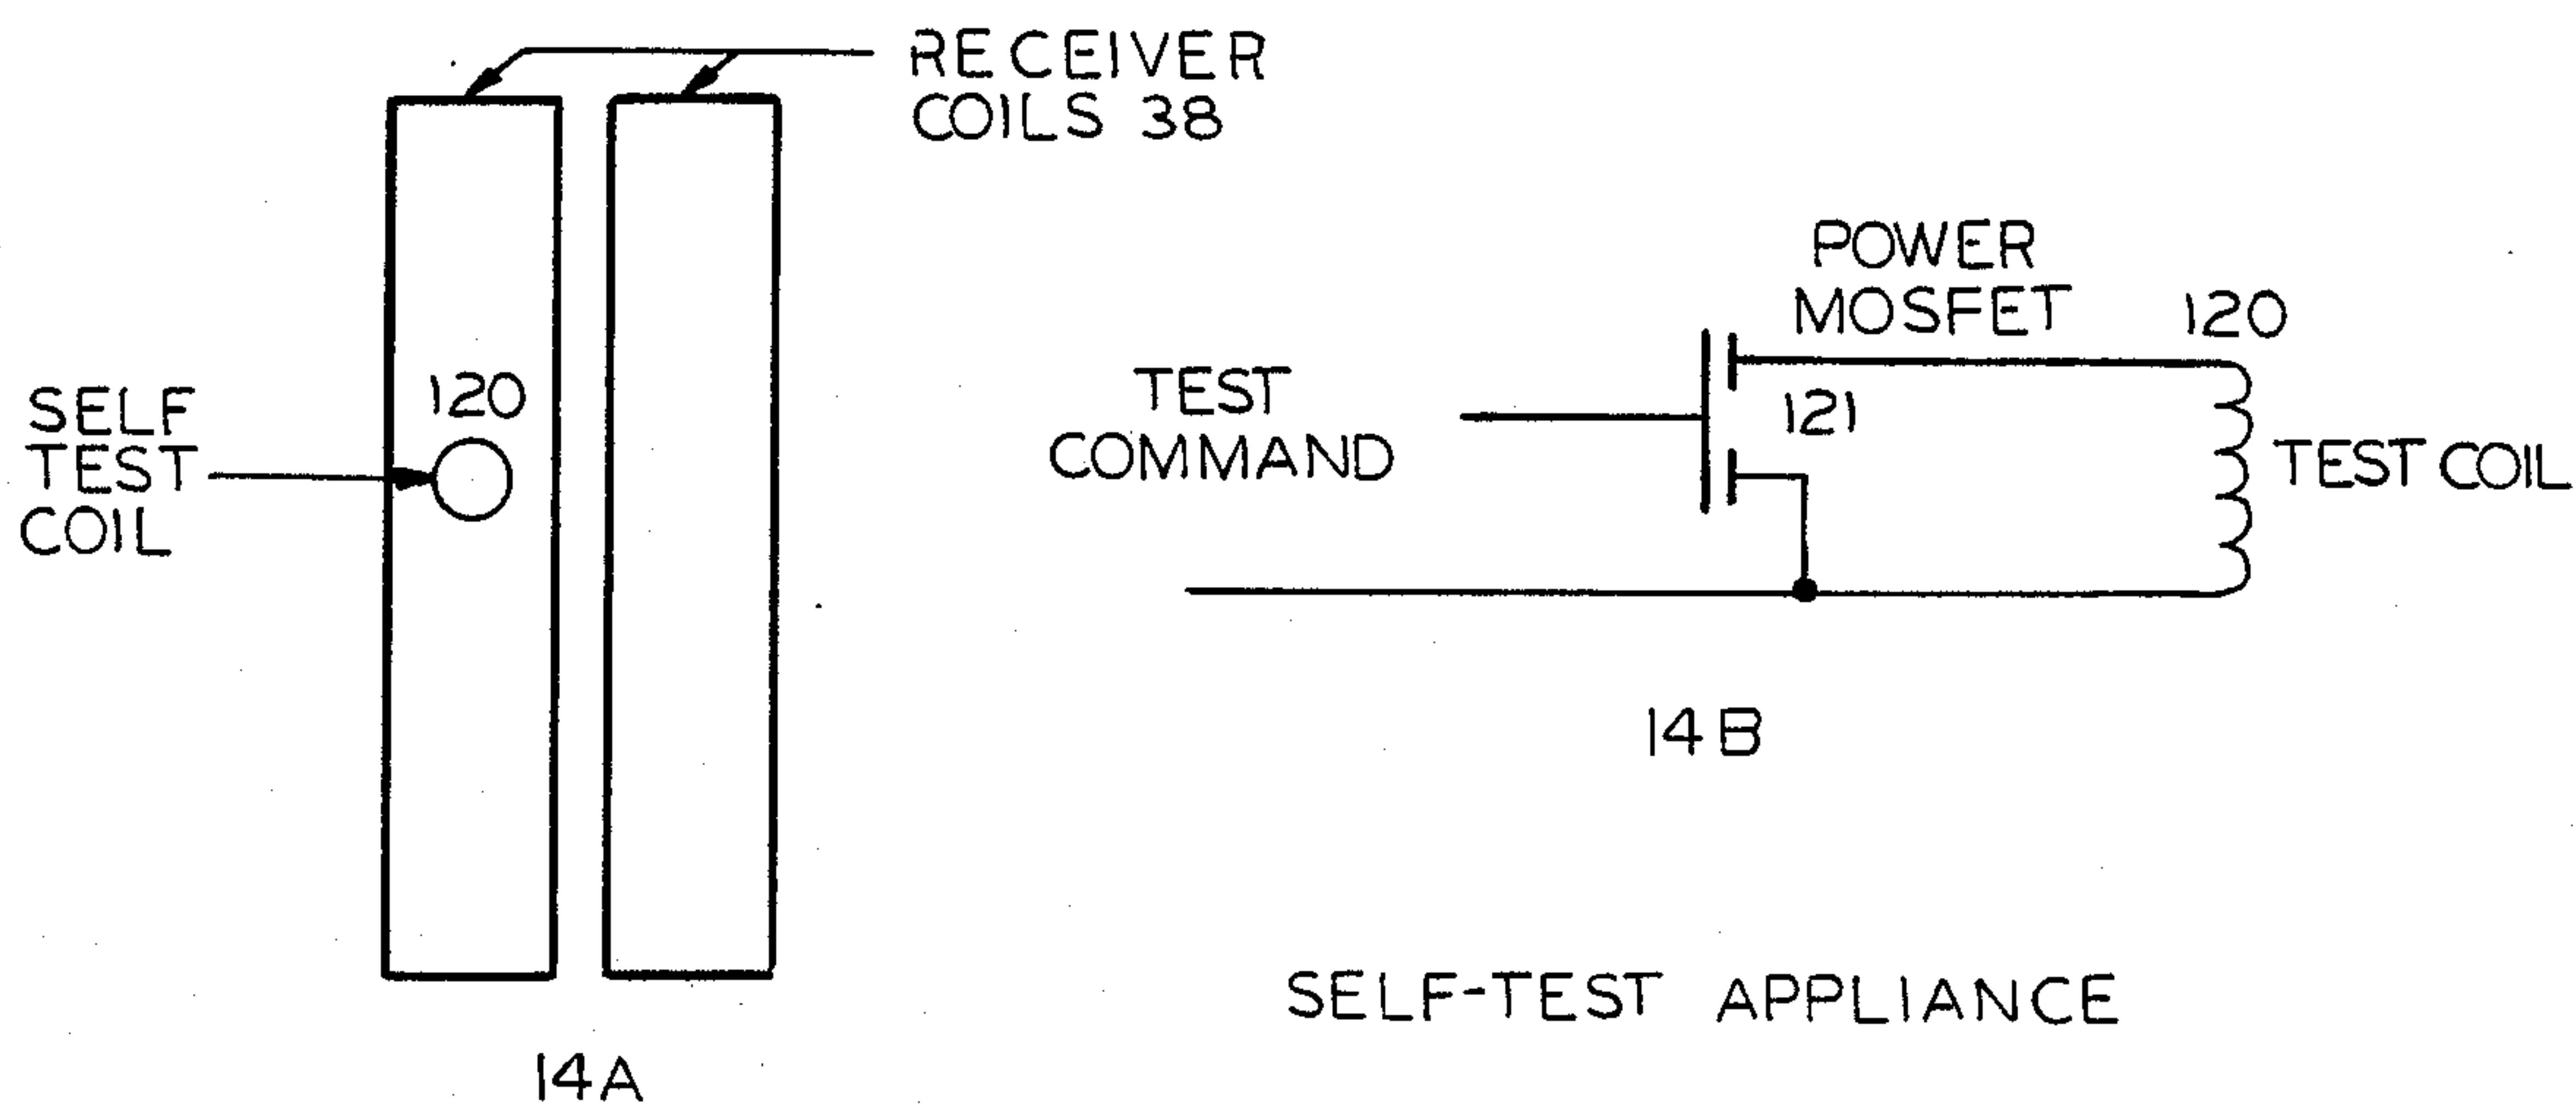 RECEIVER
COILS 38
SELF
TEST
COIL
120
14A
POWER
MOSFET
120
TEST
COMMAND
121
TEST COIL
14B
SELF-TEST APPLIANCE